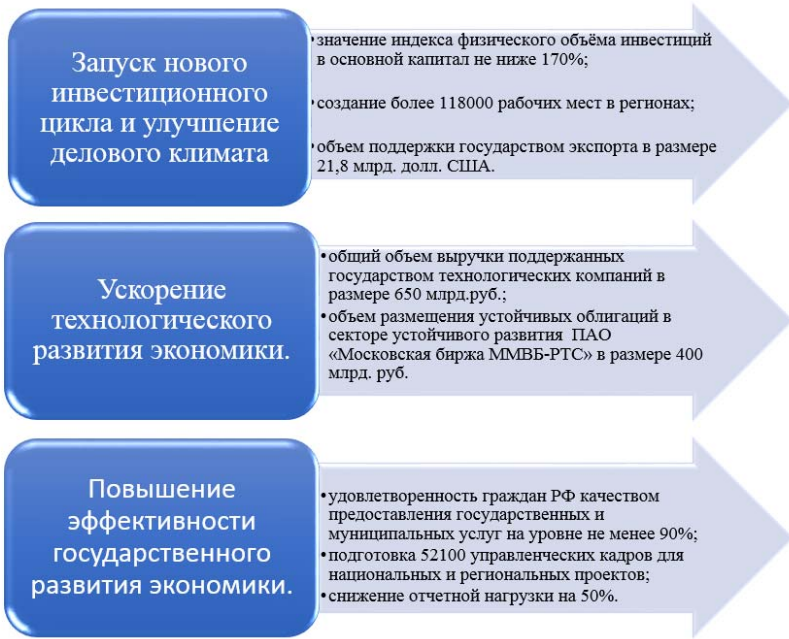 Запуск нового
инвестиционного
цикла и улучшение
делового климата
•значение индекса физического объёма инвестиций
в основной капитал не ниже 170%;
•создание более 118000 рабочих мест в регионах;
•объем поддержки государством экспорта в размере
21,8 млрд. долл. США.
Ускорение
технологического
развития экономики.
•общий объем выручки поддержанных
государством технологических компаний в
размере 650 млрд.руб.;
•объем размещения устойчивых облигаций в
секторе устойчивого развития ПАО
«Московская биржа ММВБ-РТС» в размере 400
млрд. руб.
Повышение
эффективности
государственного
развития экономики.
•удовлетворенность граждан РФ качеством
предоставления государственных и
муниципальных услуг на уровне не менее 90%;
•подготовка 52100 управленческих кадров для
национальных и региональных проектов;
•снижение отчетной нагрузки на 50%.